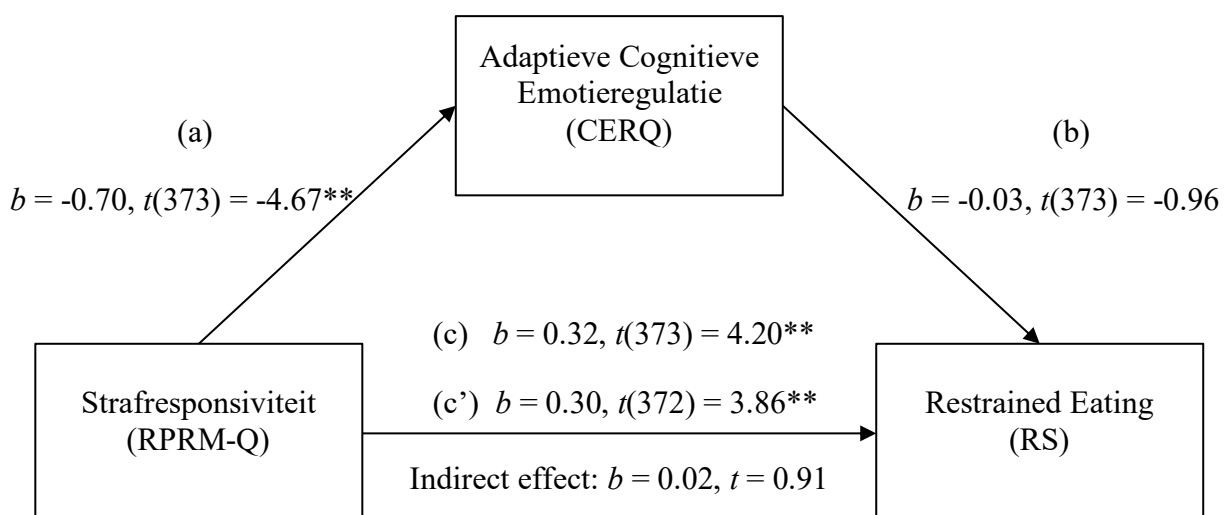 Adaptieve Cognitieve
Emotieregulatie
(CERQ)
(a)
(b)
b = -0.70, t(373) = -4.67**
b = -0.03, t(373) = -0.96
(c) b = 0.32, t(373) = 4.20**
(c’) b = 0.30, t(372) = 3.86**
Strafresponsiviteit
(RPRM-Q)
Restrained Eating
(RS)
Indirect effect: b = 0.02, t = 0.91